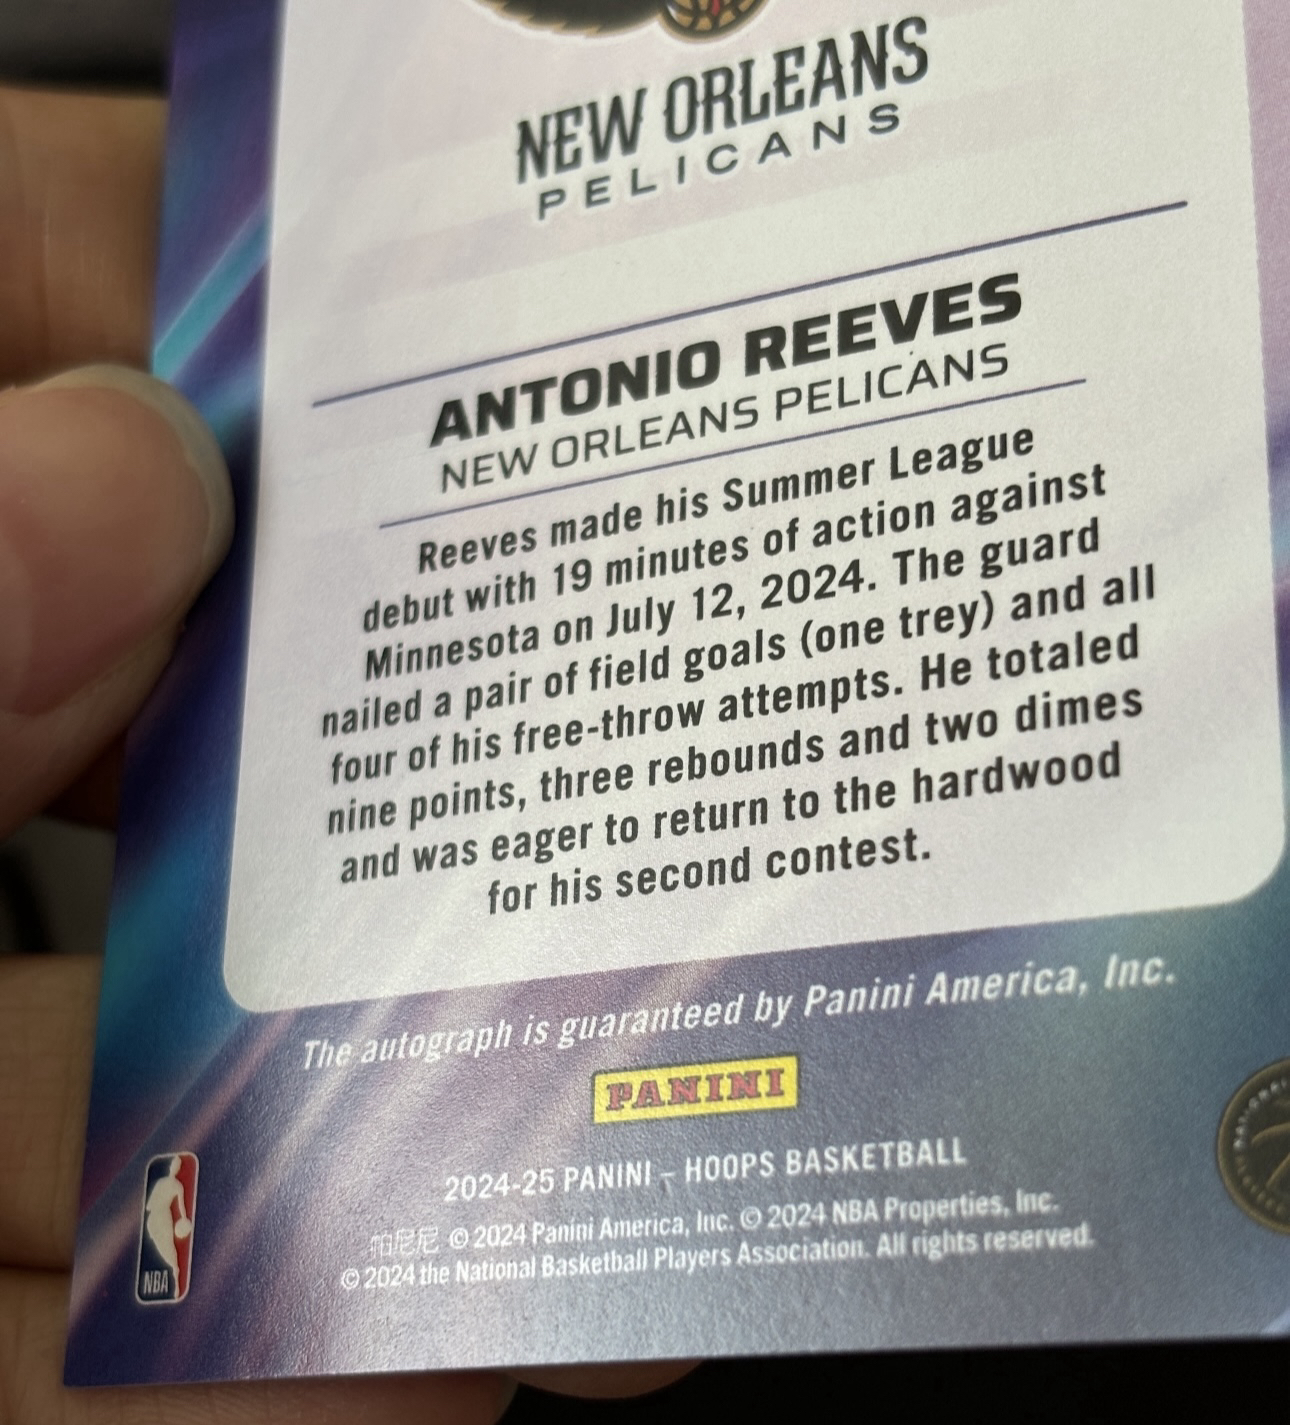 NEW ORLEANS
PELICANS
ANTONIO REEVES
NEW ORLEANS PELICANS
Reeves made his Summer League
debut with 19 minutes of action against
Minnesota on July 12, 2024. The guard
nailed a pair of field goals (one trey) and all
four of his free-throw attempts. He totaled
nine points, three rebounds and two dimes
and was eager to return to the hardwood
for his second contest.
The autograph is guaranteed by Panini America, Inc.
PANINI
2024-25 PANINI – HOOPS BASKETBALL
帕尼尼 © 2024 Panini America, Inc. © 2024 NBA Properties, Inc.
© 2024 the National Basketball Players Association. All rights reserved.
NBA